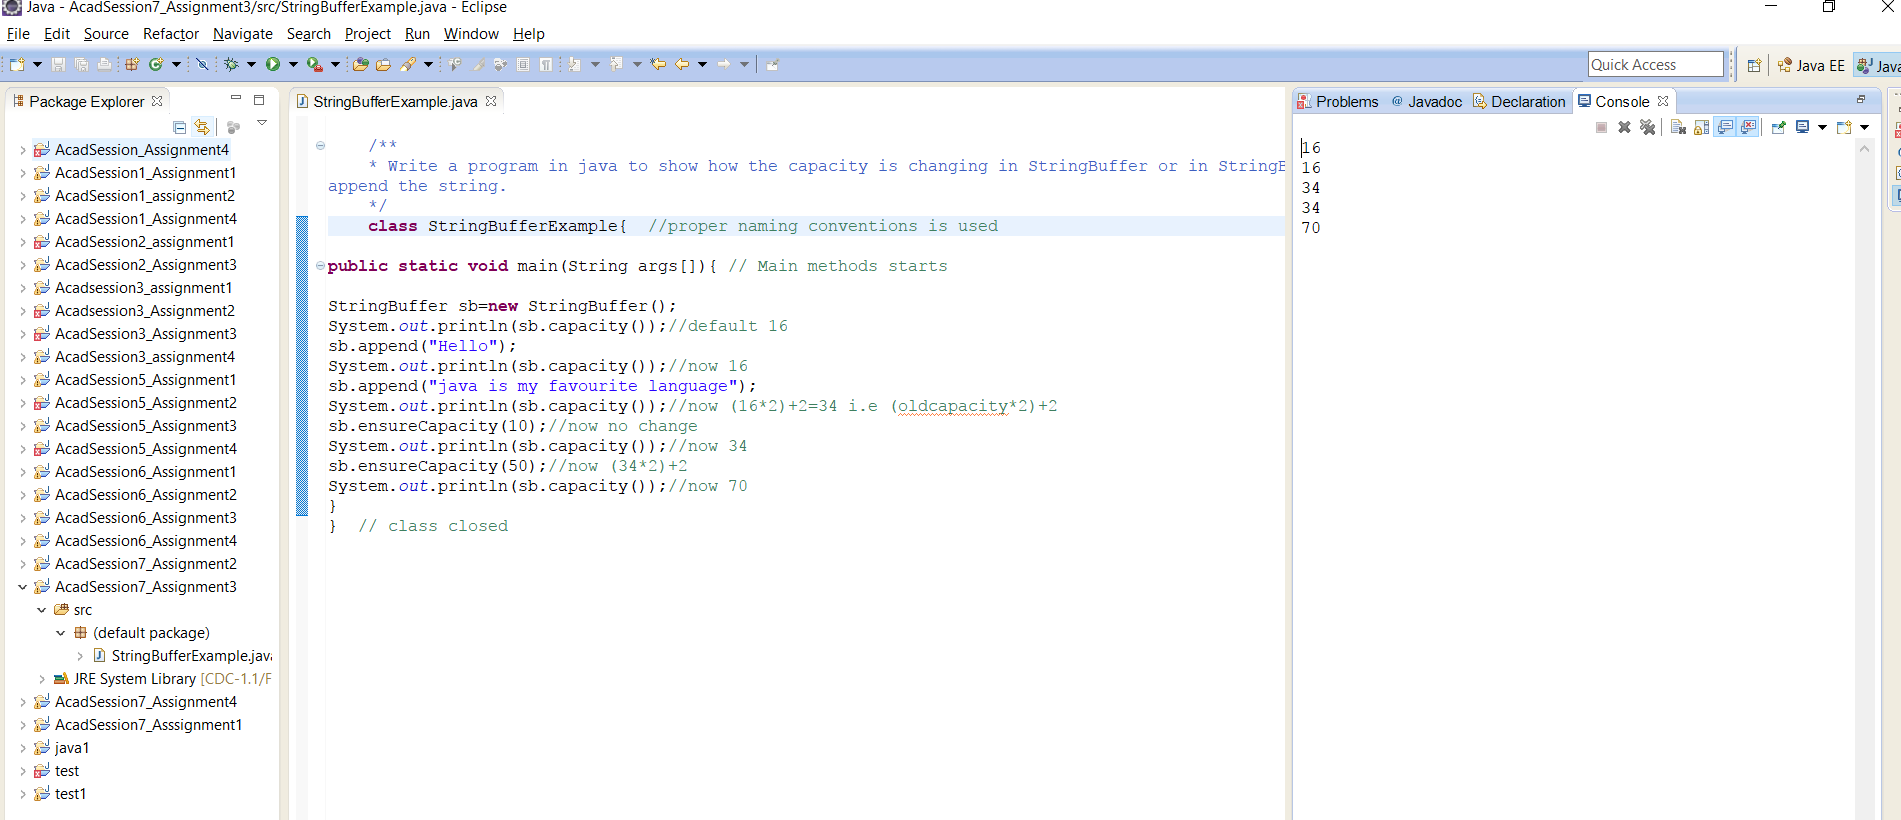 Java - AcadSession7_Assignment3/src/StringBufferExample.java - Eclipse
File Edit Source Refactor Navigate Search Project Run Window Help
Quick Access
Java EE
Java
Package Explorer
AcadSession_Assignment4
AcadSession1_Assignment1
AcadSession1_assignment2
AcadSession1_Assignment4
AcadSession2_assignment1
AcadSession2_Assignment3
Acadsession3_assignment1
Acadsession3_Assignment2
AcadSession3_Assignment3
AcadSession3_assignment4
AcadSession5_Assignment1
AcadSession5_Assignment2
AcadSession5_Assignment3
AcadSession5_Assignment4
AcadSession6_Assignment1
AcadSession6_Assignment2
AcadSession6_Assignment3
AcadSession6_Assignment4
AcadSession7_Assignment2
AcadSession7_Assignment3
src
(default package)
StringBufferExample.java
JRE System Library [CDC-1.1/F
AcadSession7_Assignment4
AcadSession7_Asssignment1
java1
test
test1
StringBufferExample.java
/**
* Write a program in java to show how the capacity is changing in StringBuffer or in StringB
append the string.
*/
class StringBufferExample{  //proper naming conventions is used
public static void main(String args[]){ // Main methods starts
StringBuffer sb=new StringBuffer();
System.out.println(sb.capacity());//default 16
sb.append("Hello");
System.out.println(sb.capacity());//now 16
sb.append("java is my favourite language");
System.out.println(sb.capacity());//now (16*2)+2=34 i.e (oldcapacity*2)+2
sb.ensureCapacity(10);//now no change
System.out.println(sb.capacity());//now 34
sb.ensureCapacity(50);//now (34*2)+2
System.out.println(sb.capacity());//now 70
}
}  // class closed
Problems @ Javadoc Declaration Console
16
16
34
34
70